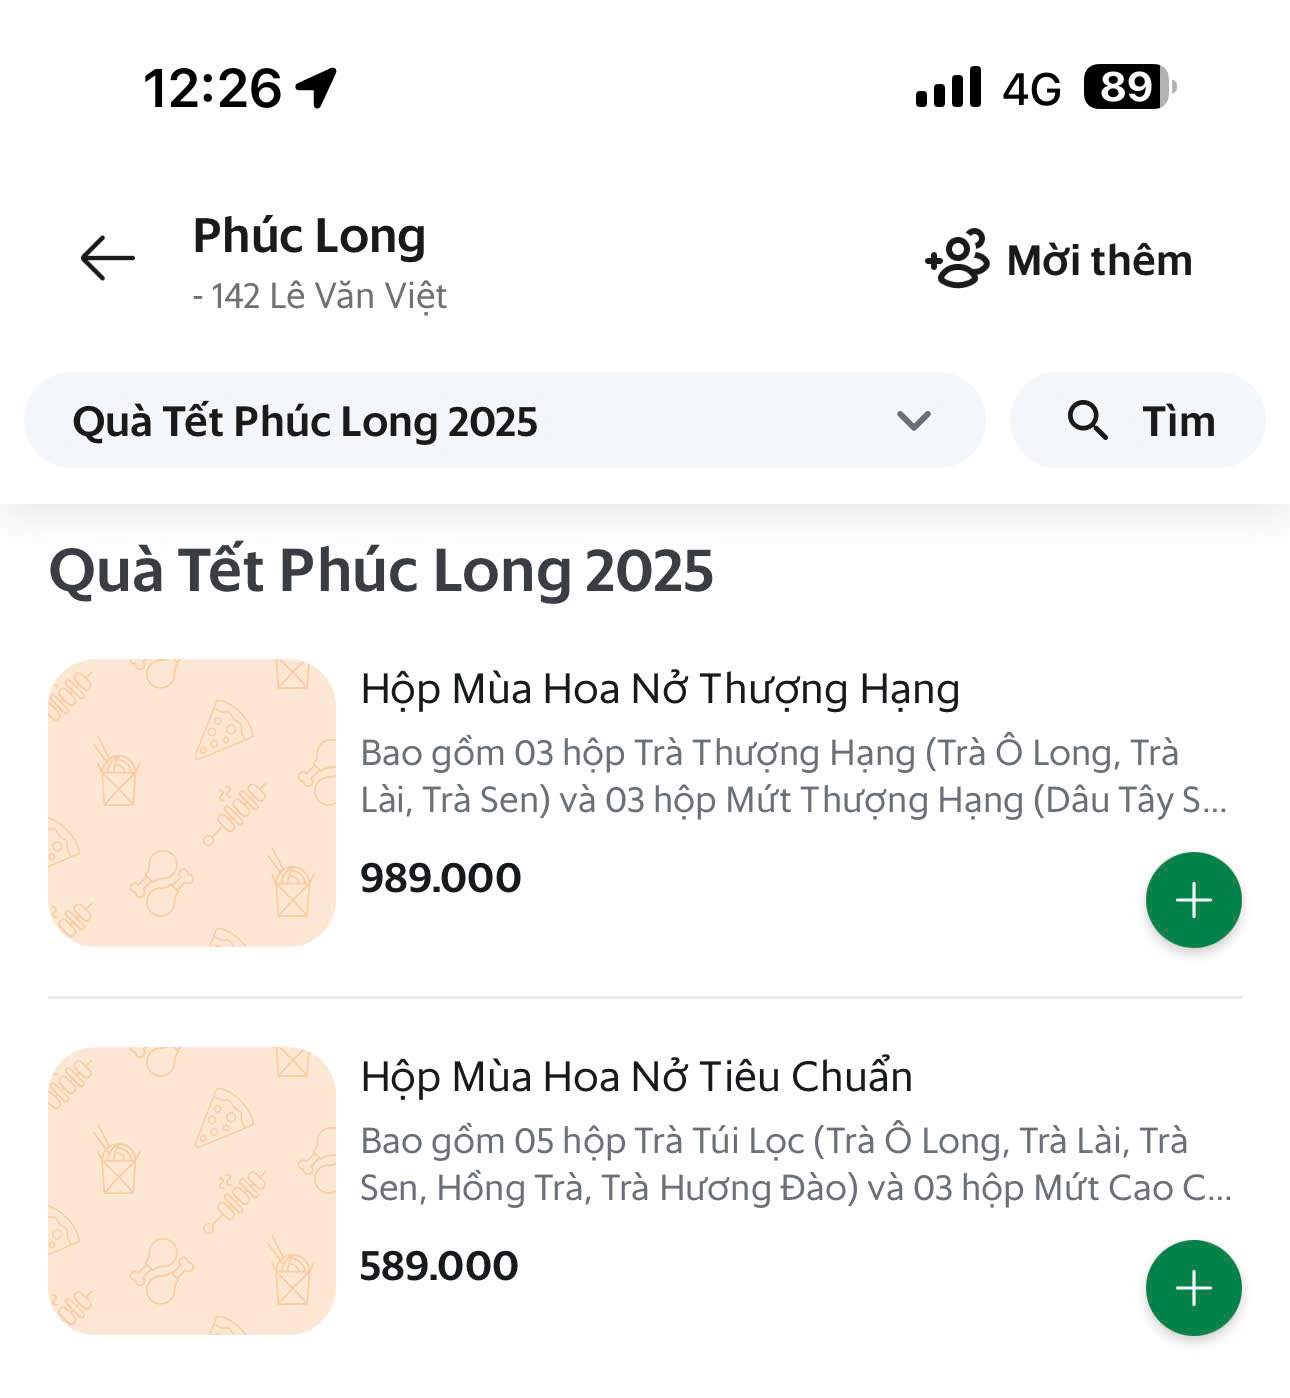 12:26
4G 89
Phúc Long
- 142 Lê Văn Việt
Mời thêm
Quà Tết Phúc Long 2025
Tìm
Quà Tết Phúc Long 2025
Hộp Mùa Hoa Nở Thượng Hạng
Bao gồm 03 hộp Trà Thượng Hạng (Trà Ô Long, Trà
Lài, Trà Sen) và 03 hộp Mứt Thượng Hạng (Dâu Tây S...
989.000
Hộp Mùa Hoa Nở Tiêu Chuẩn
Bao gồm 05 hộp Trà Túi Lọc (Trà Ô Long, Trà Lài, Trà
Sen, Hồng Trà, Trà Hương Đào) và 03 hộp Mứt Cao C...
589.000